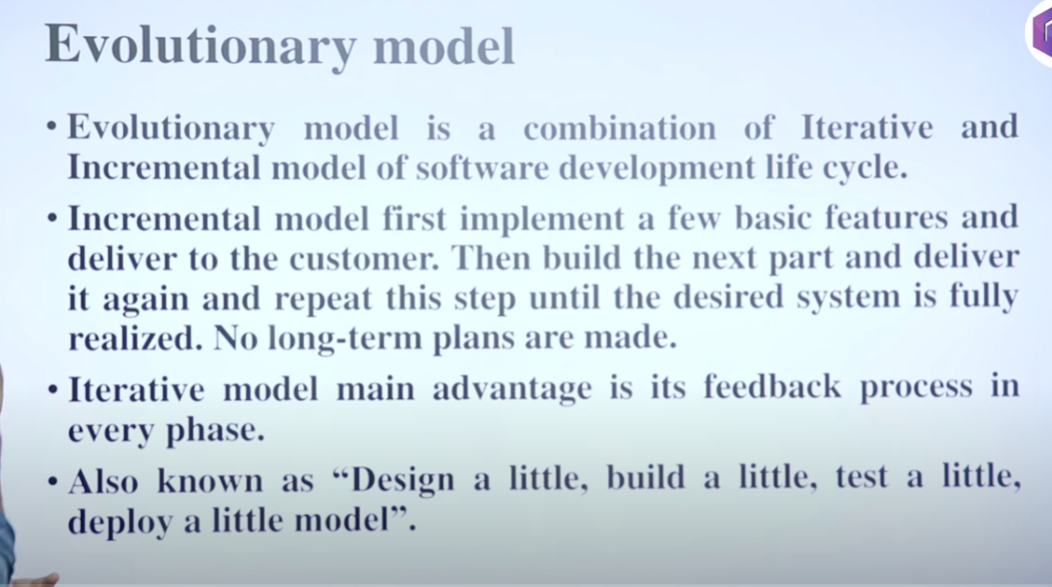 Evolutionary model
• Evolutionary model is a combination of Iterative and
Incremental model of software development life cycle.
• Incremental model first implement a few basic features and
deliver to the customer. Then build the next part and deliver
it again and repeat this step until the desired system is fully
realized. No long-term plans are made.
• Iterative model main advantage is its feedback process in
every phase.
• Also known as “Design a little, build a little, test a little,
deploy a little model”.